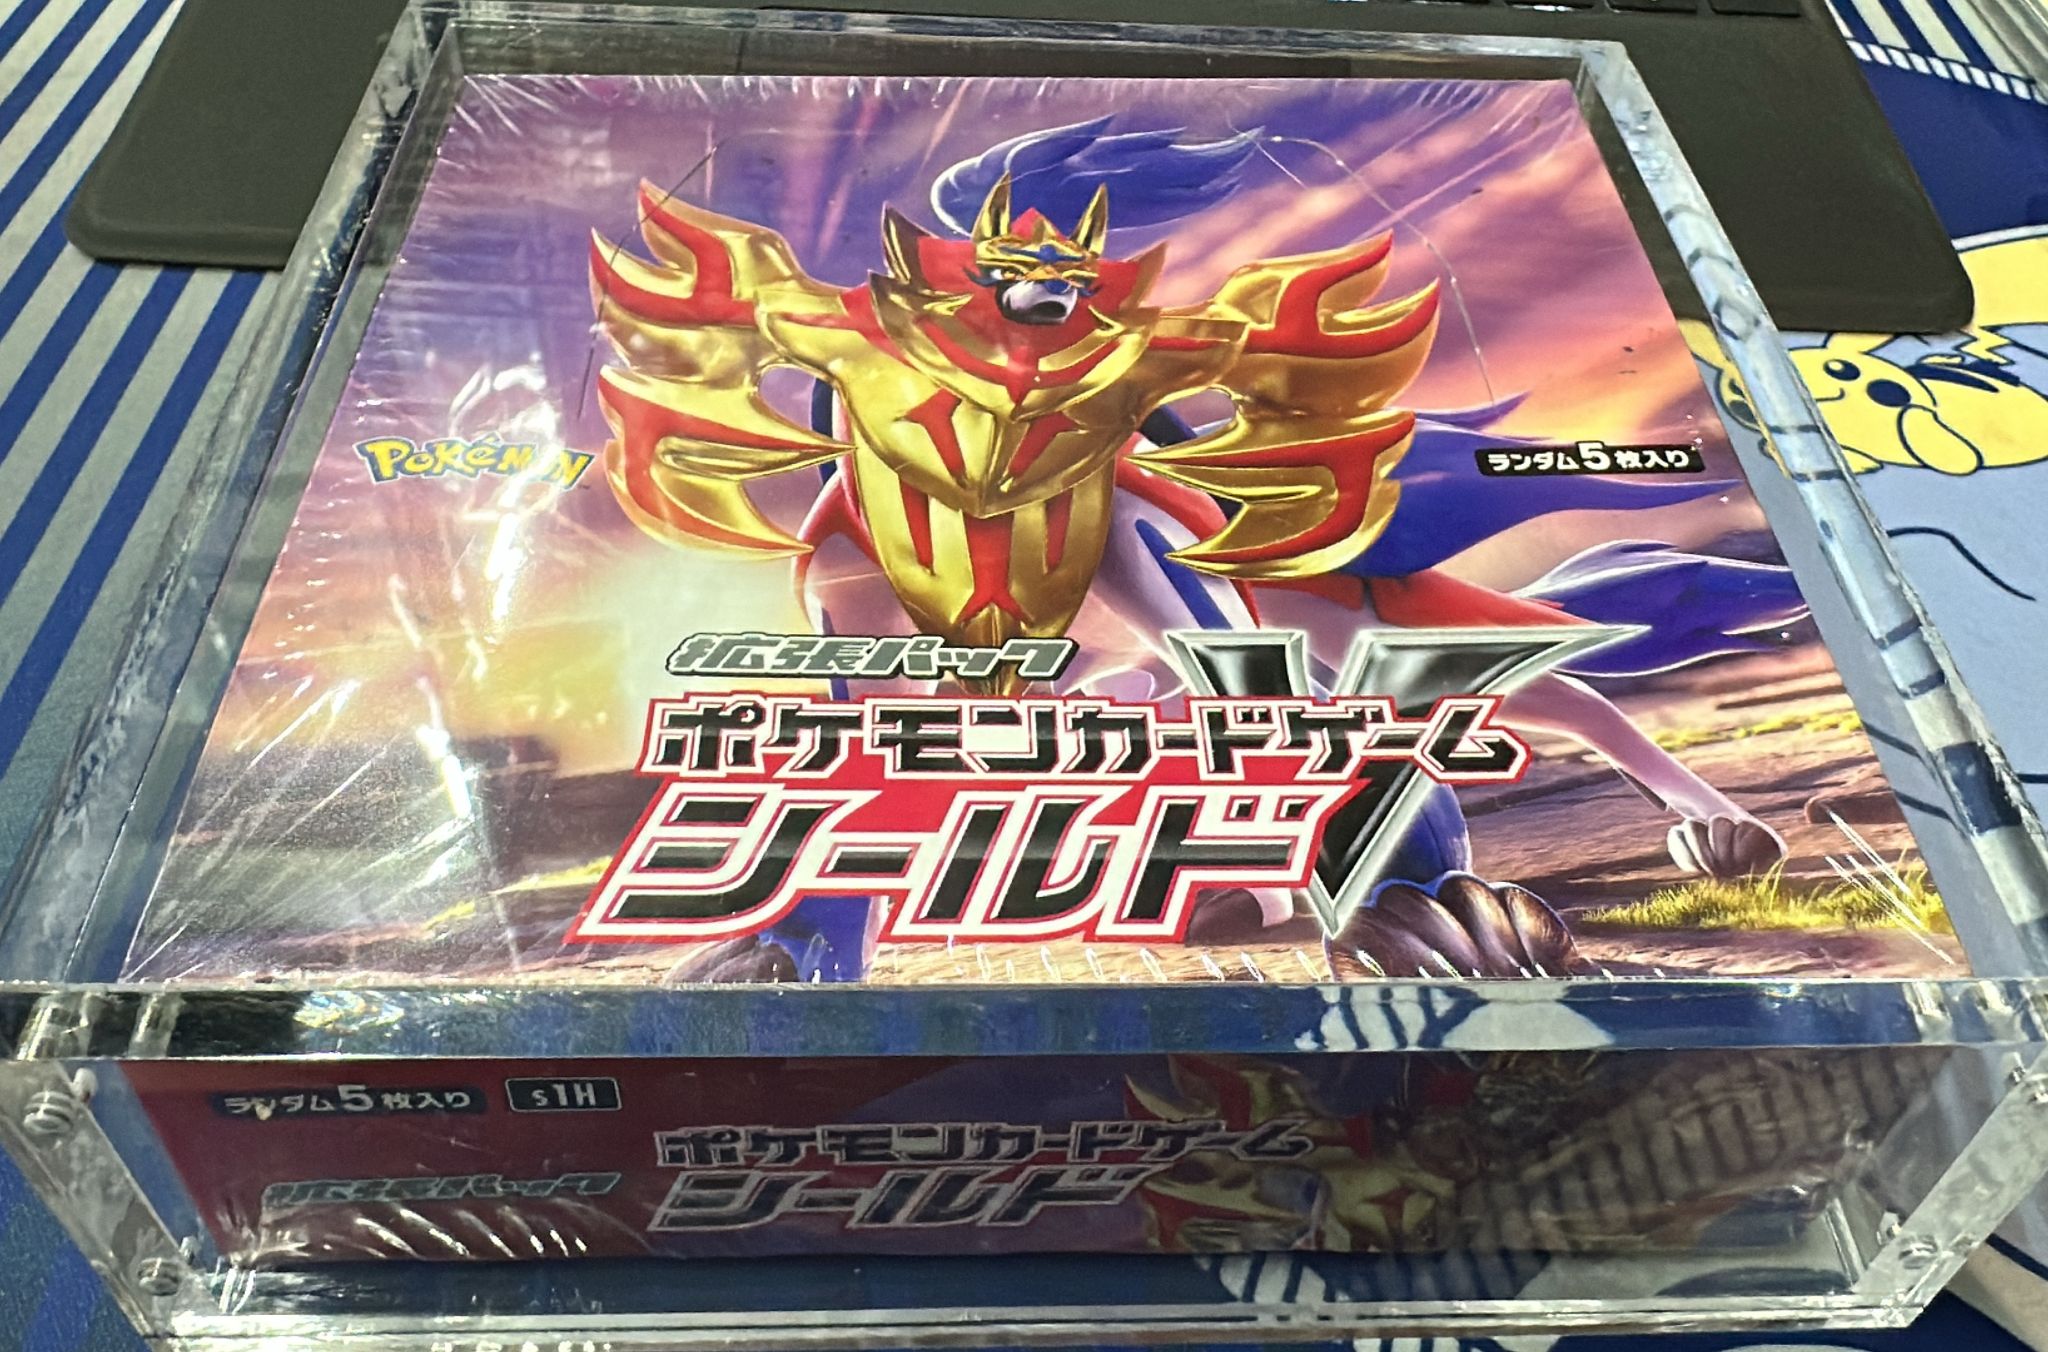 Pokémon
ランダム5枚入り
拡張パック
ポケモンカードゲーム
シールド
V
ランダム5枚入り
s1H
拡張パック
ポケモンカードゲーム
シールド